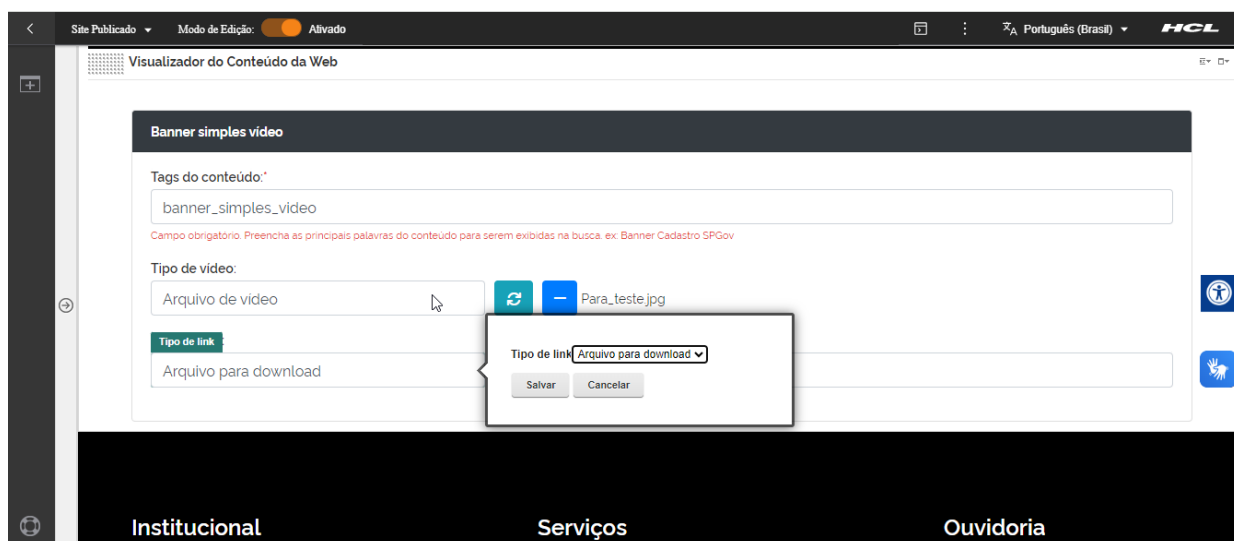 Site Publicado
Modo de Edição:
Ativado
Português (Brasil)
HCL
Visualizador do Conteúdo da Web
Banner simples vídeo
Tags do conteúdo:*
banner_simples_video
Campo obrigatório. Preencha as principais palavras do conteúdo para serem exibidas na busca. ex: Banner Cadastro SPGov
Tipo de vídeo:
Arquivo de vídeo
Para_teste.jpg
Tipo de link
Arquivo para download
Tipo de link
Arquivo para download
Salvar
Cancelar
Institucional
Serviços
Ouvidoria